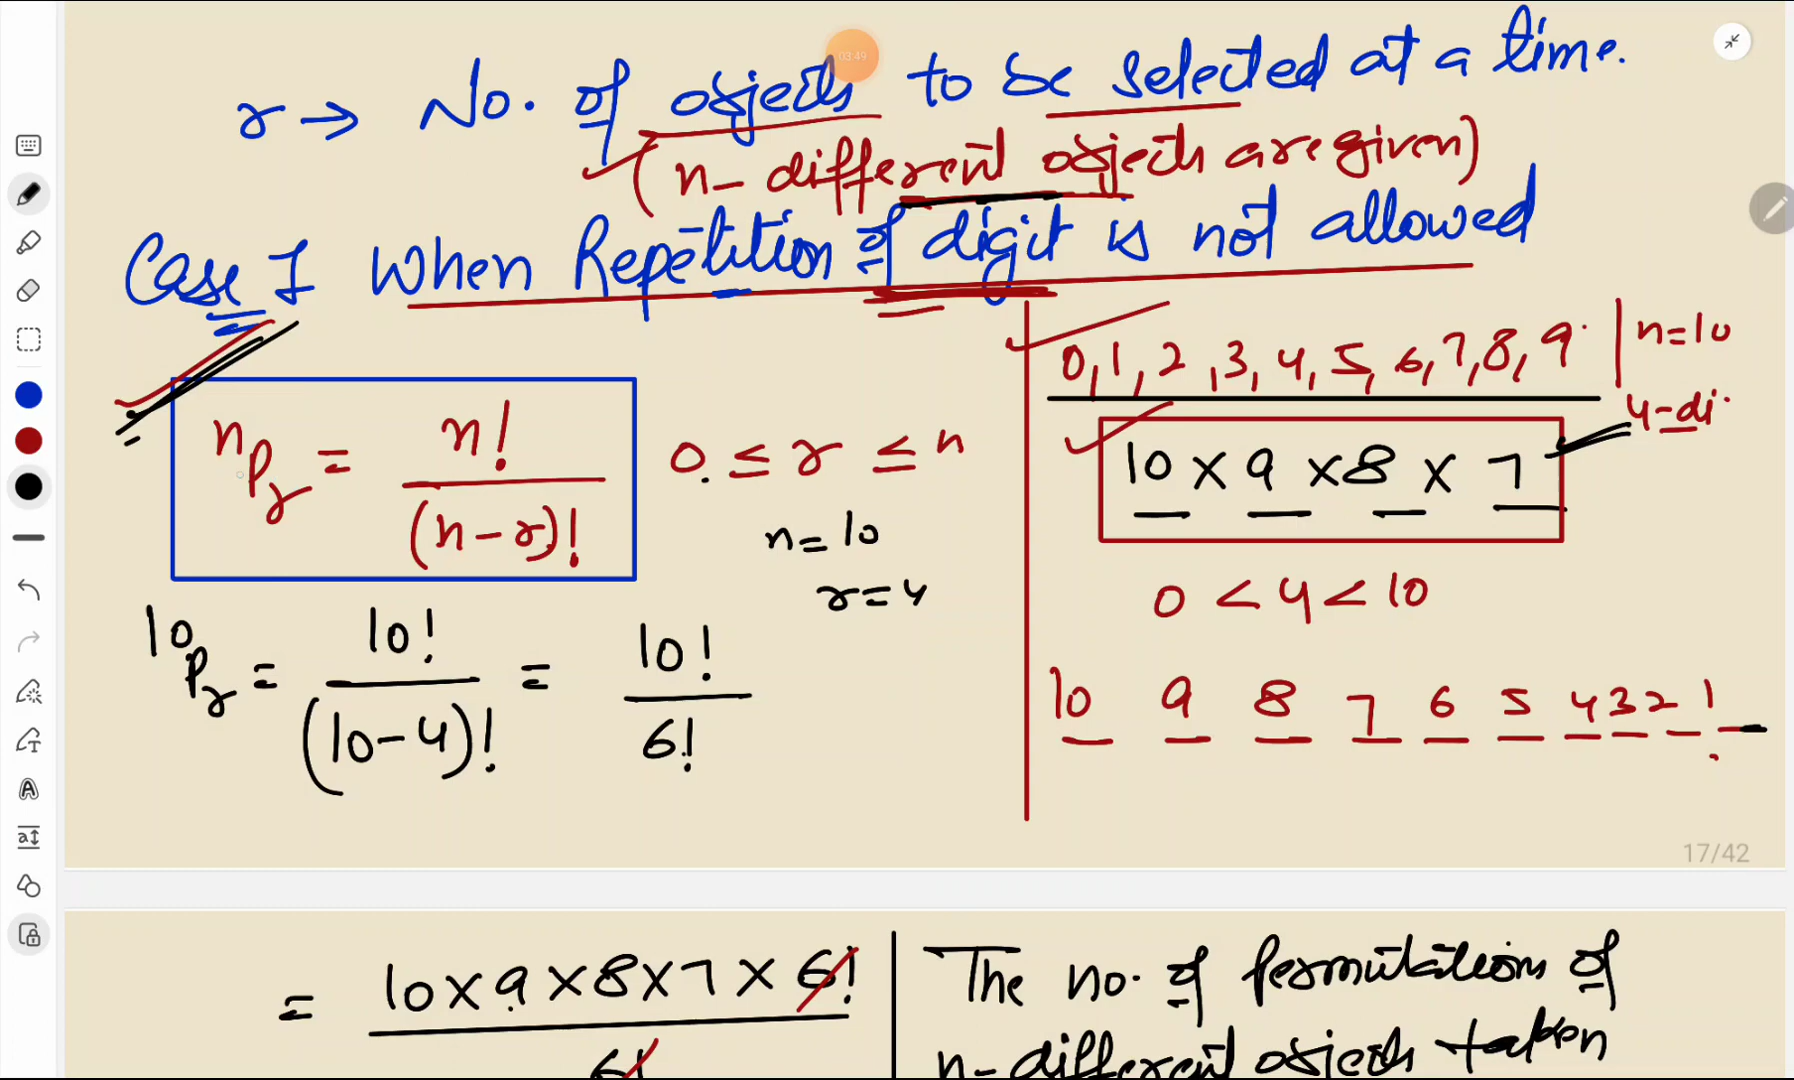 03:49
r → No. of objects to be selected at a time.
(n - different objects are given)
Case I When Repetition of digit is not allowed
nPr = n! / (n - r)!
0 ≤ r ≤ n
n = 10
r = 4
10Pr = 10! / (10 - 4)! = 10! / 6!
0, 1, 2, 3, 4, 5, 6, 7, 8, 9 | n = 10
4-di.
10 × 9 × 8 × 7
0 < 4 < 10
10 9 8 7 6 5 4 3 2 1
17/42
= 10 × 9 × 8 × 7 × 6! / 6!
The no. of permutations of
n - different objects taken